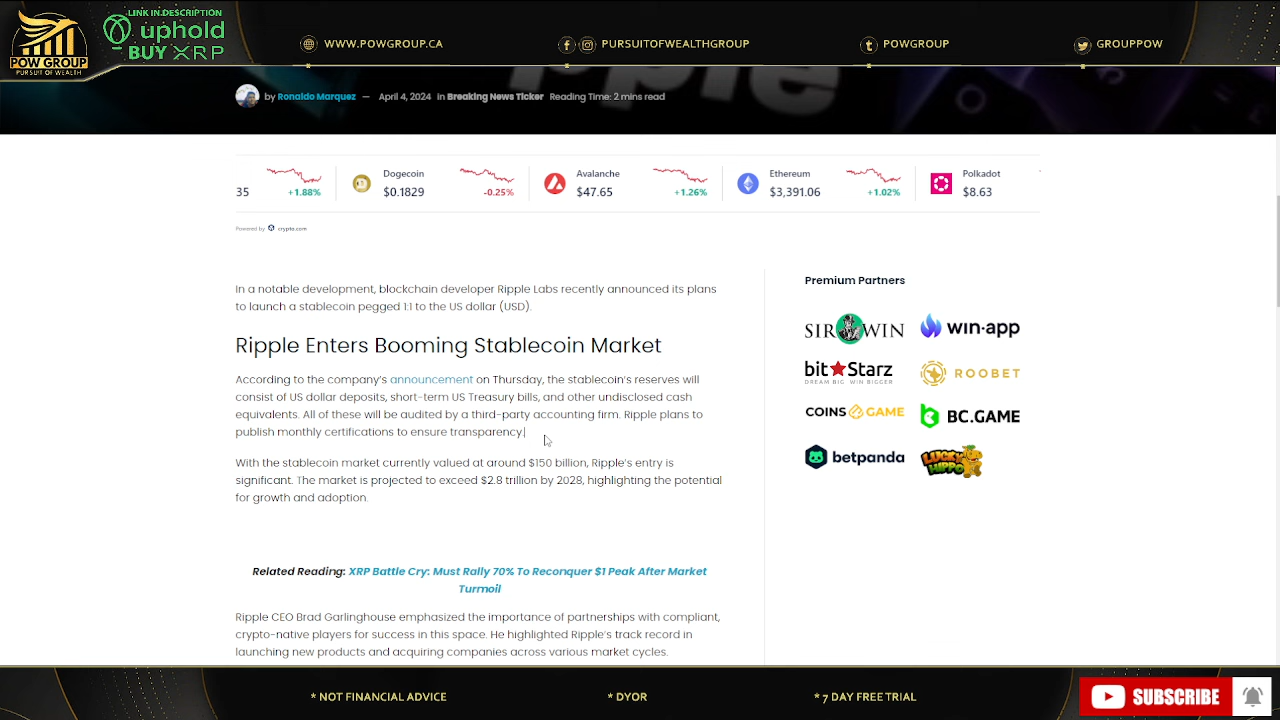 LINK IN DESCRIPTION
uphold
BUY XRP
POW GROUP
PURSUIT OF WEALTH
WWW.POWGROUP.CA
PURSUITOFWEALTHGROUP
POWGROUP
GROUPPOW
by Ronaldo Marquez — April 4, 2024 in Breaking News Ticker Reading Time: 2 mins read
35 +1.88%
Dogecoin
$0.1829 -0.25%
Avalanche
$47.65 +1.26%
Ethereum
$3,391.06 +1.02%
Polkadot
$8.63
Powered by crypto.com
In a notable development, blockchain developer Ripple Labs recently announced its plans
to launch a stablecoin pegged 1:1 to the US dollar (USD).
Ripple Enters Booming Stablecoin Market
According to the company's announcement on Thursday, the stablecoin's reserves will
consist of US dollar deposits, short-term US Treasury bills, and other undisclosed cash
equivalents. All of these will be audited by a third-party accounting firm. Ripple plans to
publish monthly certifications to ensure transparency.
With the stablecoin market currently valued at around $150 billion, Ripple's entry is
significant. The market is projected to exceed $2.8 trillion by 2028, highlighting the potential
for growth and adoption.
Related Reading: XRP Battle Cry: Must Rally 70% To Reconquer $1 Peak After Market
Turmoil
Ripple CEO Brad Garlinghouse emphasized the importance of partnerships with compliant,
crypto-native players for success in this space. He highlighted Ripple's track record in
launching new products and acquiring companies across various market cycles.
Premium Partners
SIRWIN
win.app
bitStarz
DREAM BIG. WIN BIGGER
ROOBET
COINS GAME
BC.GAME
betpanda
LUCKY HIPPO
* NOT FINANCIAL ADVICE
* DYOR
* 7 DAY FREE TRIAL
SUBSCRIBE